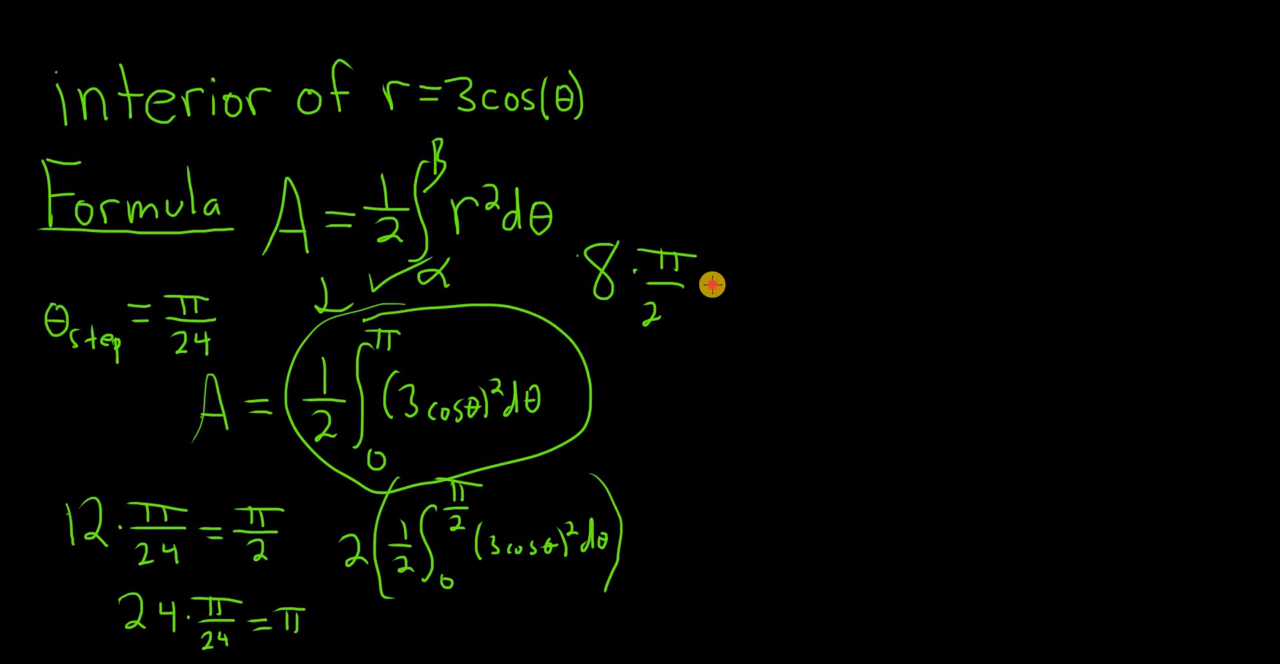 interior of r=3cos(θ)
Formula A = 1/2 ∫_α^β r²dθ
8 · π/2
θstep = π/24
A = 1/2 ∫_0^π (3cosθ)²dθ
12 · π/24 = π/2
2(1/2 ∫_0^{π/2} (3cosθ)²dθ)
24 · π/24 = π